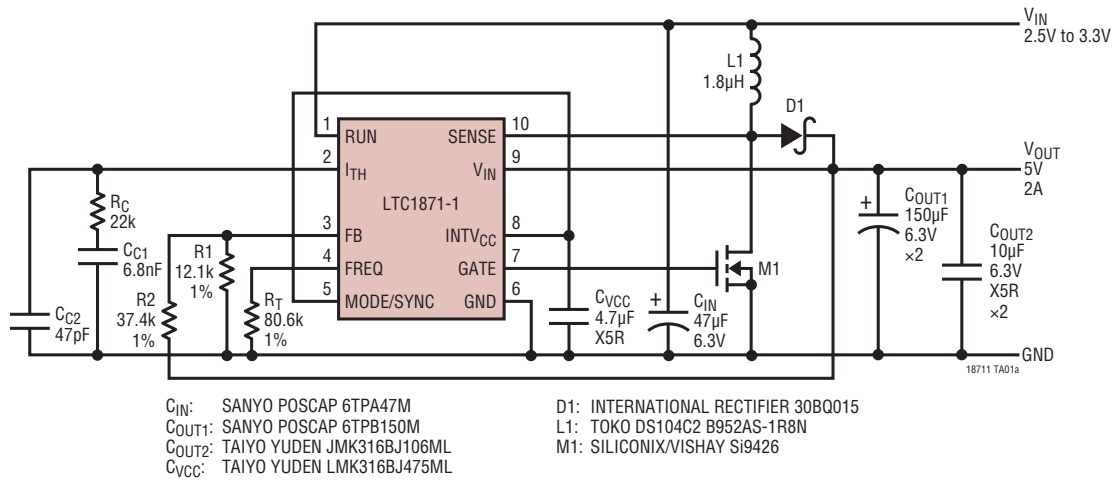 VIN
2.5V to 3.3V
L1
1.8µH
D1
1
RUN
SENSE
10
2
ITH
VIN
9
VOUT
5V
2A
RC
22k
LTC1871-1
COUT1
150µF
6.3V
×2
3
FB
INTVCC
8
COUT2
10µF
6.3V
X5R
×2
CC1
6.8nF
R1
12.1k
1%
4
FREQ
GATE
7
M1
5
MODE/SYNC
GND
6
CC2
47pF
R2
37.4k
1%
RT
80.6k
1%
CVCC
4.7µF
X5R
+
CIN
47µF
6.3V
+
GND
18711 TA01a
CIN: SANYO POSCAP 6TPA47M
COUT1: SANYO POSCAP 6TPB150M
COUT2: TAIYO YUDEN JMK316BJ106ML
CVCC: TAIYO YUDEN LMK316BJ475ML
D1: INTERNATIONAL RECTIFIER 30BQ015
L1: TOKO DS104C2 B952AS-1R8N
M1: SILICONIX/VISHAY Si9426